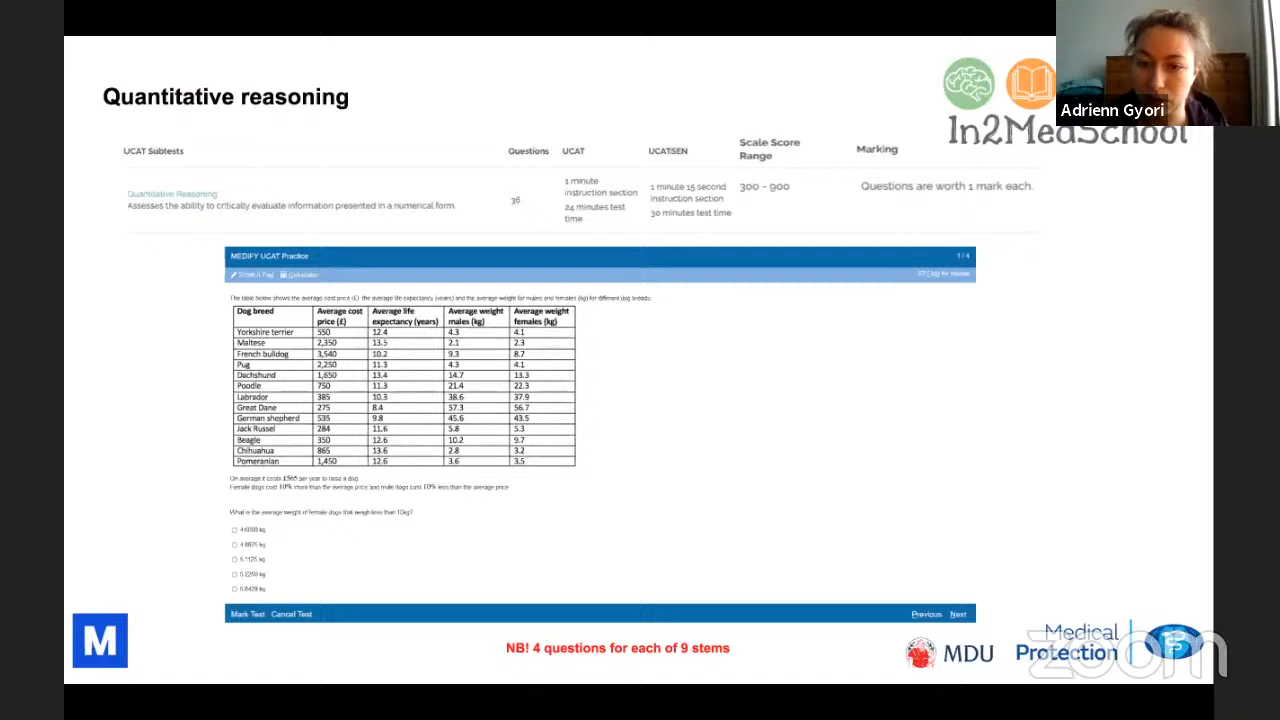 Quantitative reasoning
In2MedSchool
Adrienn Gyori
UCAT Subtests Questions UCAT UCATSEN Scale Score Range Marking
Quantitative Reasoning
Assesses the ability to critically evaluate information presented in a numerical form.
36
1 minute
instruction section
24 minutes test
time
1 minute 15 second
instruction section
30 minutes test time
300 - 900
Questions are worth 1 mark each.
MEDIFY UCAT Practice 1 / 4
Scratch Pad Calculator Flag for Review
The table below shows the average cost price (£), the average life expectancy (years) and the average weight for males and females (kg) for different dog breeds.
Dog breed Average cost price (£) Average life expectancy (years) Average weight males (kg) Average weight females (kg)
Yorkshire terrier 550 12.4 4.3 4.1
Maltese 2,350 13.5 2.1 2.3
French bulldog 3,540 10.2 9.3 8.7
Pug 2,250 11.3 4.3 4.1
Dachshund 1,650 13.4 14.7 13.3
Poodle 750 11.3 21.4 22.3
Labrador 385 10.3 38.6 37.9
Great Dane 275 8.4 57.3 56.7
German shepherd 535 9.8 45.6 43.5
Jack Russel 284 11.6 5.8 5.3
Beagle 350 12.6 10.2 9.7
Chihuahua 865 13.6 2.8 3.2
Pomeranian 1,450 12.6 3.6 3.5
On average it costs £565 per year to raise a dog.
Female dogs cost 10% more than the average price and male dogs cost 10% less than the average price
What is the average weight of female dogs that weigh less than 10kg?
4.8875 kg
5.1125 kg
5.2250 kg
Mark Test Cancel Test Previous Next
NB! 4 questions for each of 9 stems
M
MDU
Medical
Protection
zoom